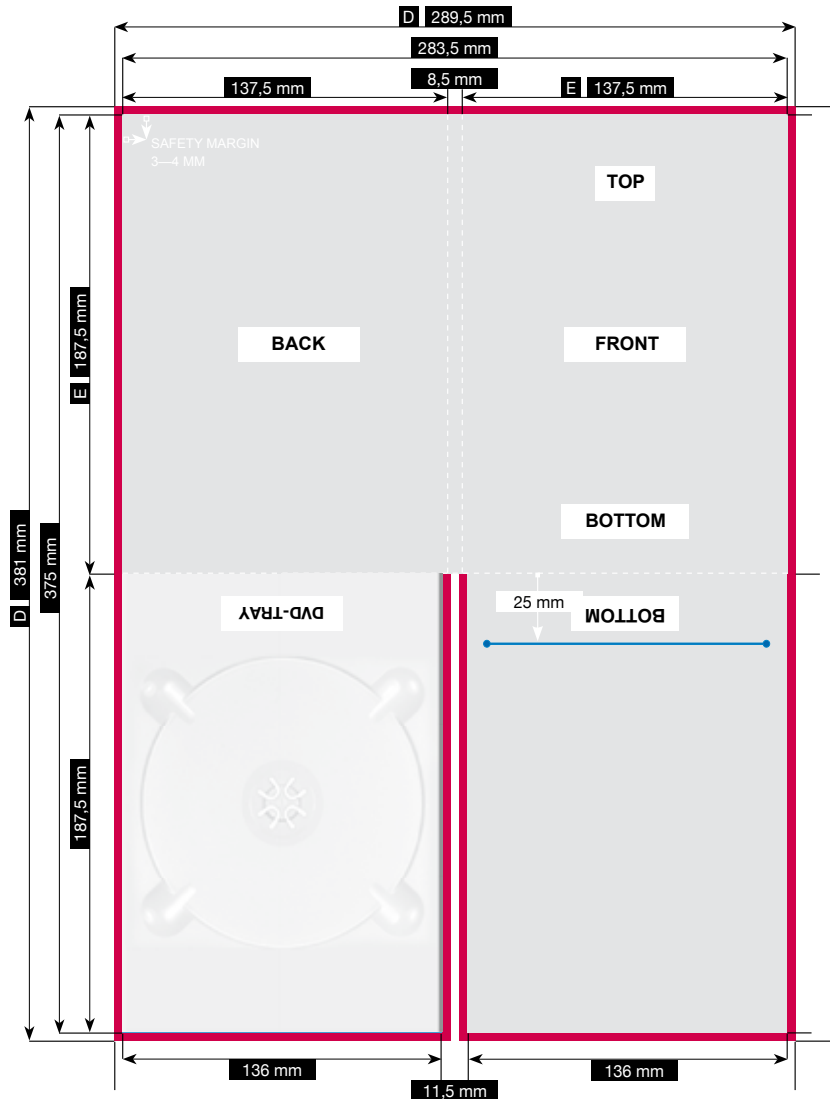 D 289,5 mm
283,5 mm
137,5 mm
8,5 mm
E 137,5 mm
SAFETY MARGIN
3—4 MM
TOP
E 187,5 mm
BACK
FRONT
BOTTOM
D 381 mm
375 mm
DVD-TRAY
25 mm
BOTTOM
187,5 mm
136 mm
136 mm
11,5 mm